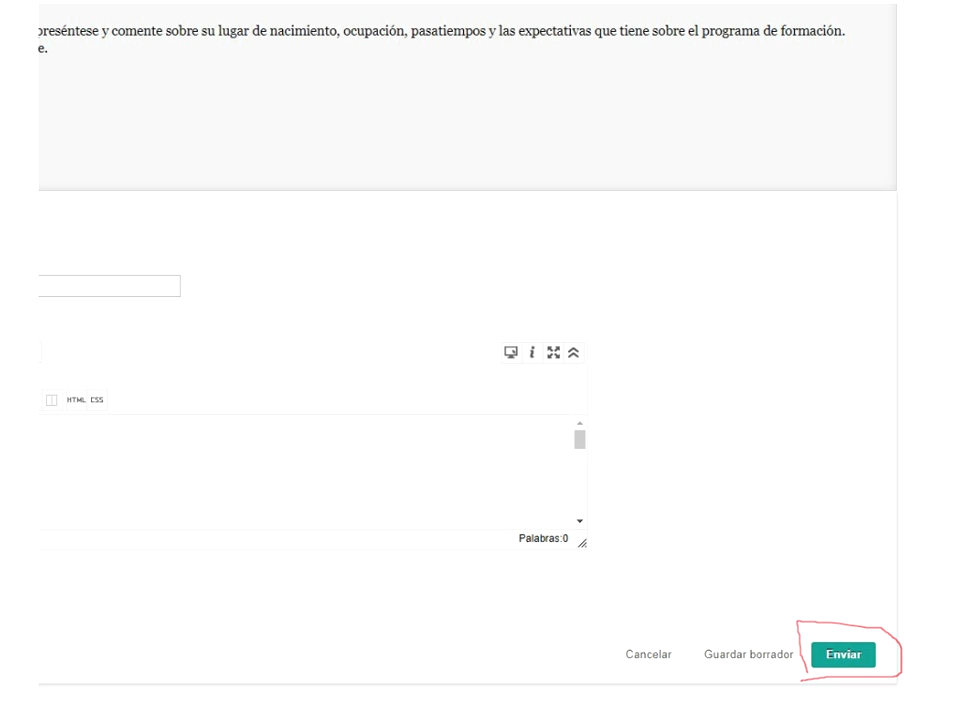 preséntese y comente sobre su lugar de nacimiento, ocupación, pasatiempos y las expectativas que tiene sobre el programa de formación.
e.
i
HTML CSS
Palabras:0
Cancelar Guardar borrador Enviar